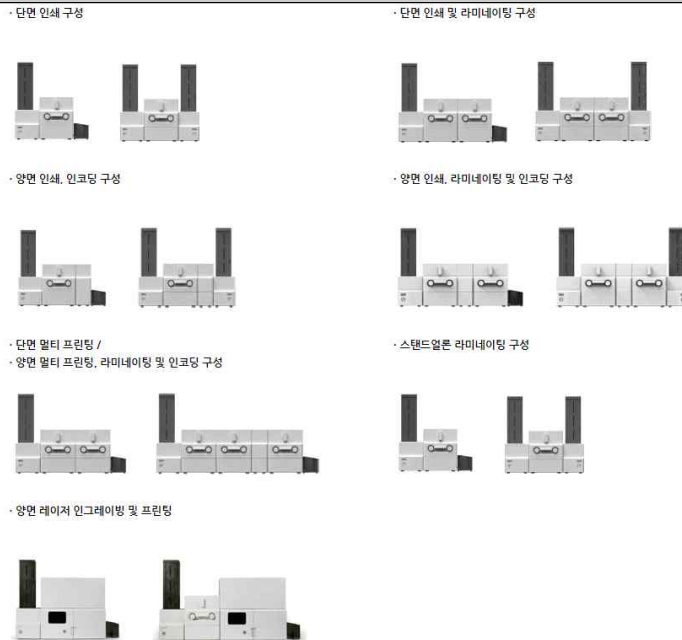 · 단면 인쇄 구성
· 단면 인쇄 및 라미네이팅 구성
· 양면 인쇄, 인코딩 구성
· 양면 인쇄, 라미네이팅 및 인코딩 구성
· 단면 멀티 프린팅 /
· 양면 멀티 프린팅, 라미네이팅 및 인코딩 구성
· 스탠드얼론 라미네이팅 구성
· 양면 레이저 인그레이빙 및 프린팅